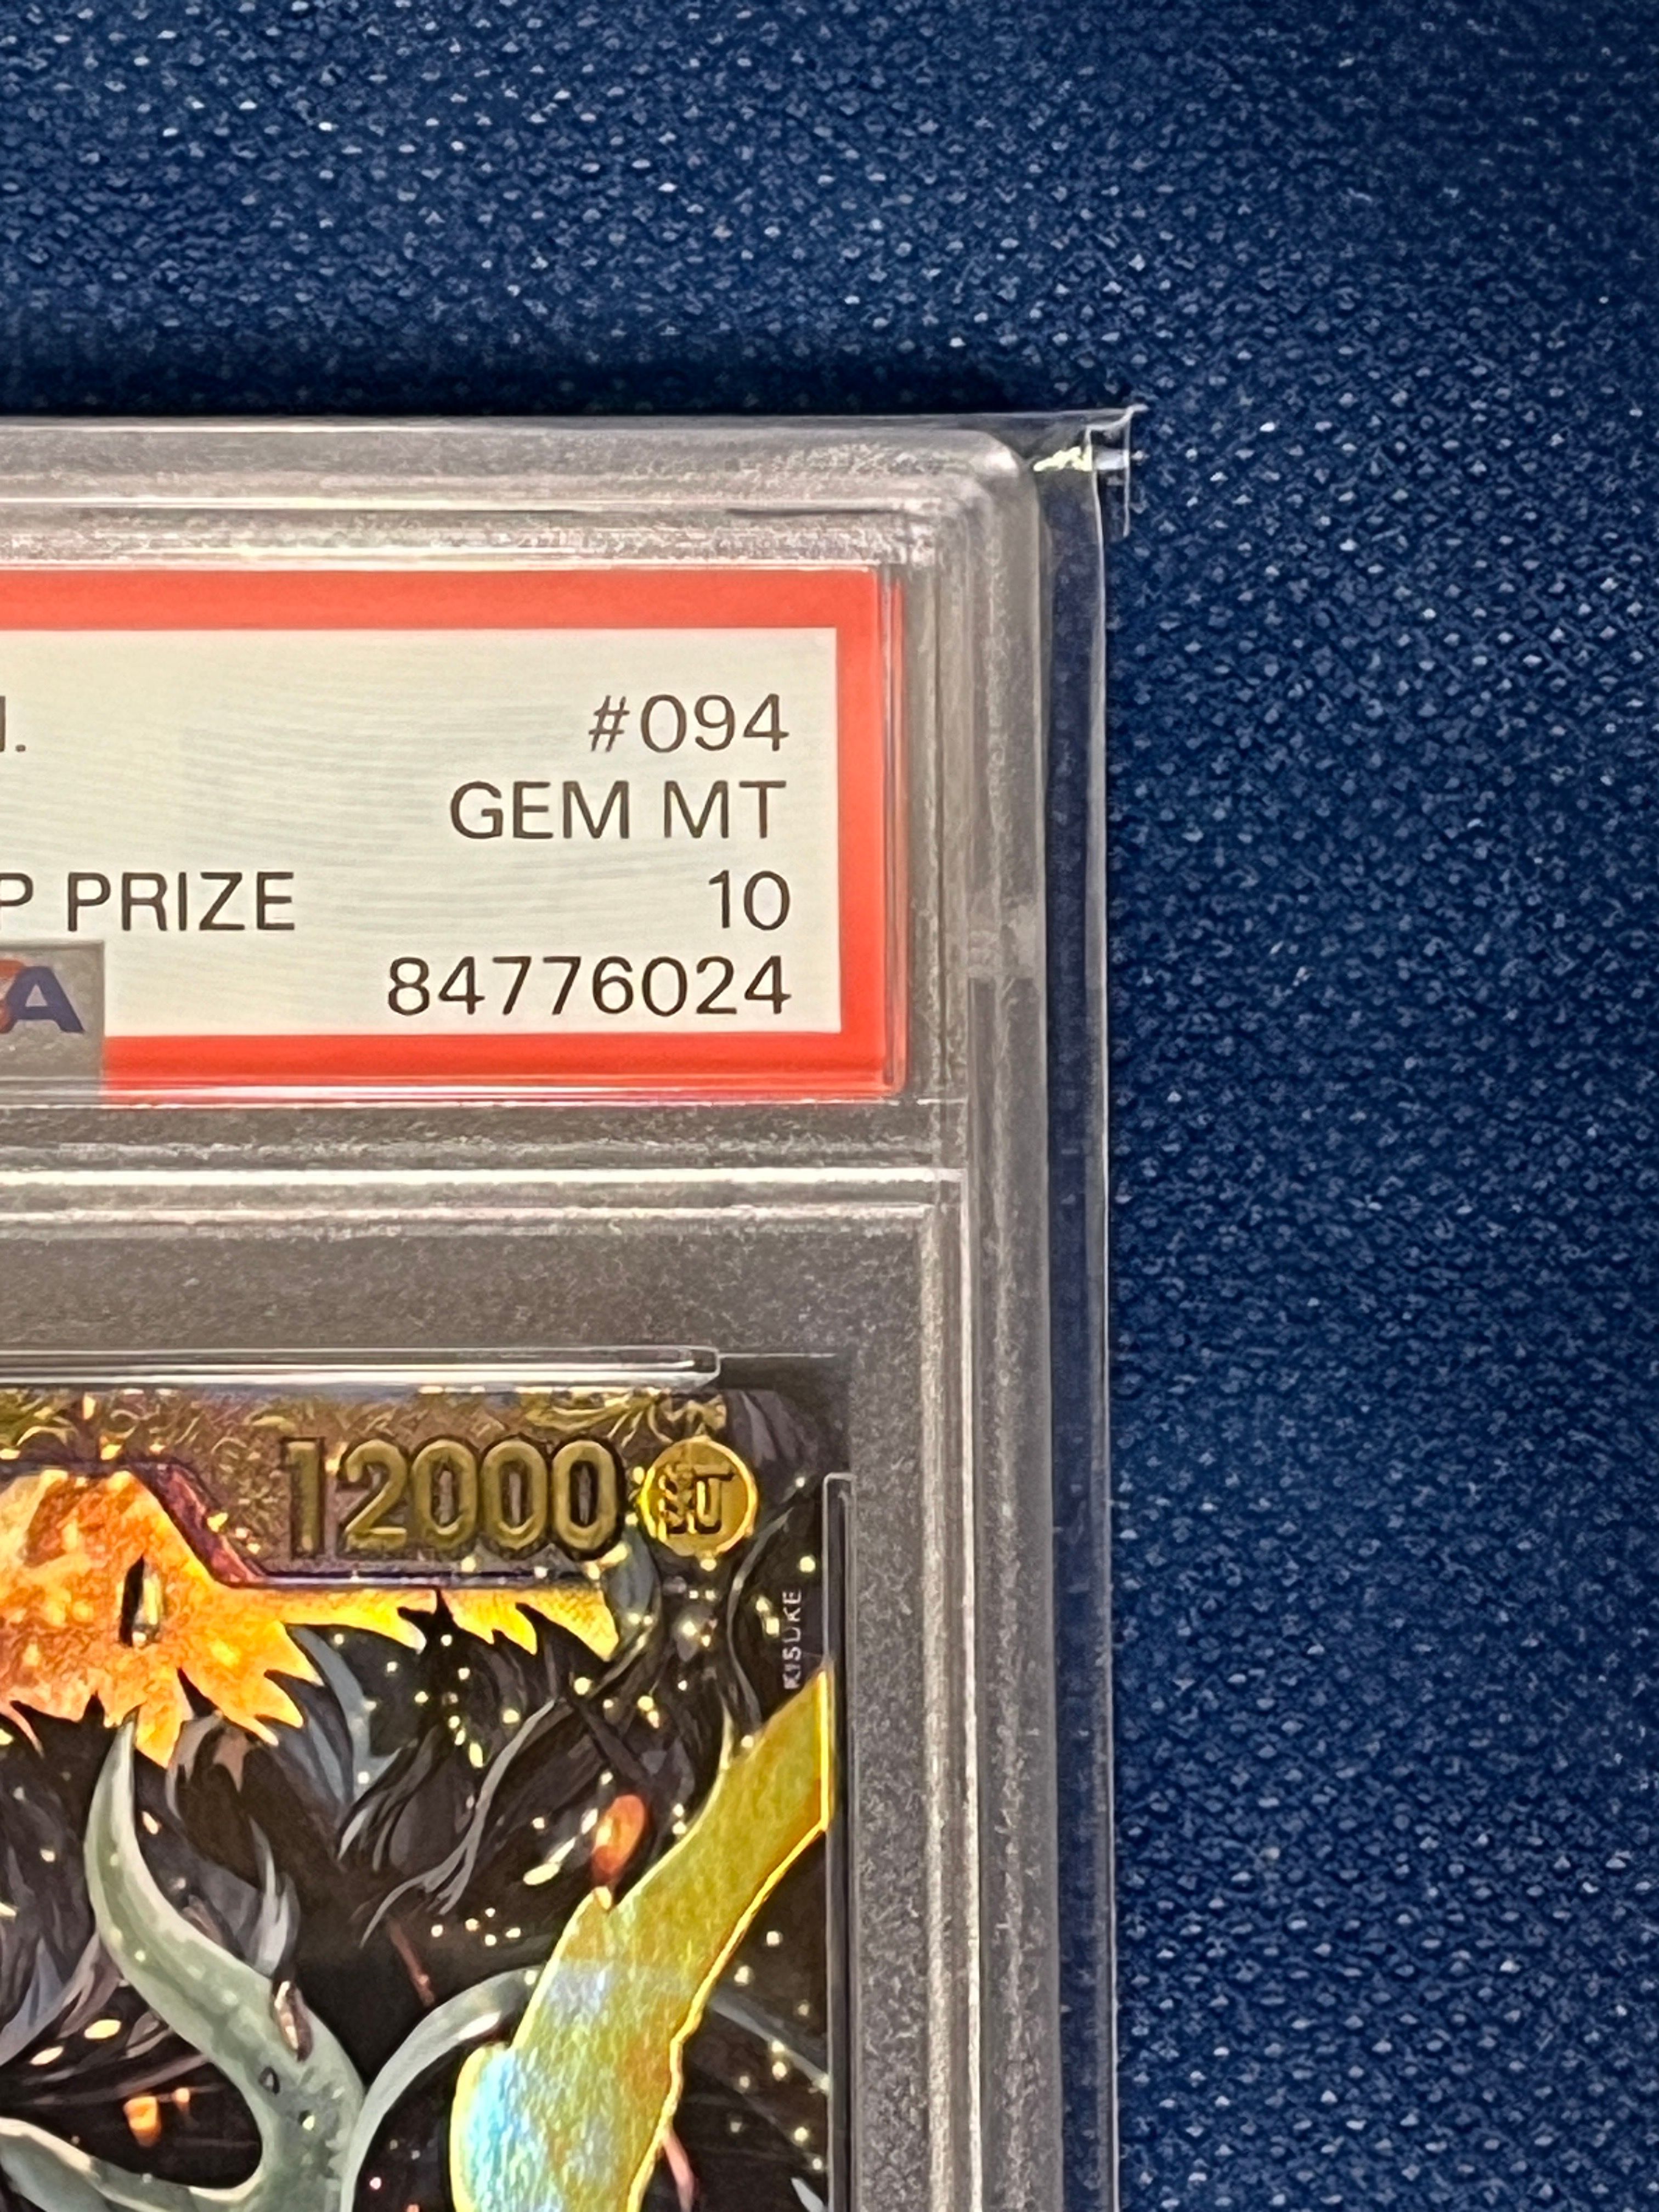 #094
GEM MT
P PRIZE 10
A 84776024
12000
KISUKE